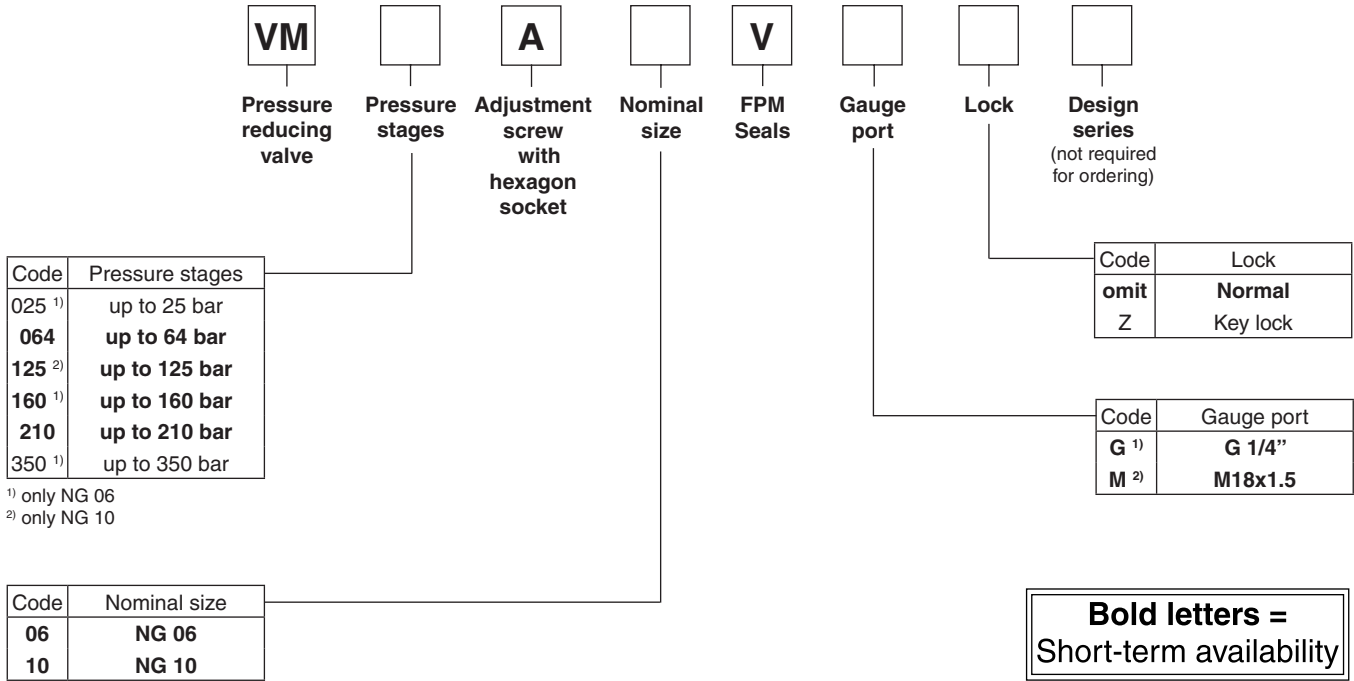 VM A V
Pressure reducing valve
Pressure stages
Adjustment screw with hexagon socket
Nominal size
FPM Seals
Gauge port
Lock
Design series (not required for ordering)
Code Pressure stages
025 1) up to 25 bar
064 up to 64 bar
125 2) up to 125 bar
160 1) up to 160 bar
210 up to 210 bar
350 1) up to 350 bar
1) only NG 06
2) only NG 10
Code Nominal size
06 NG 06
10 NG 10
Code Lock
omit Normal
Z Key lock
Code Gauge port
G 1) G 1/4”
M 2) M18x1.5
Bold letters =
Short-term availability